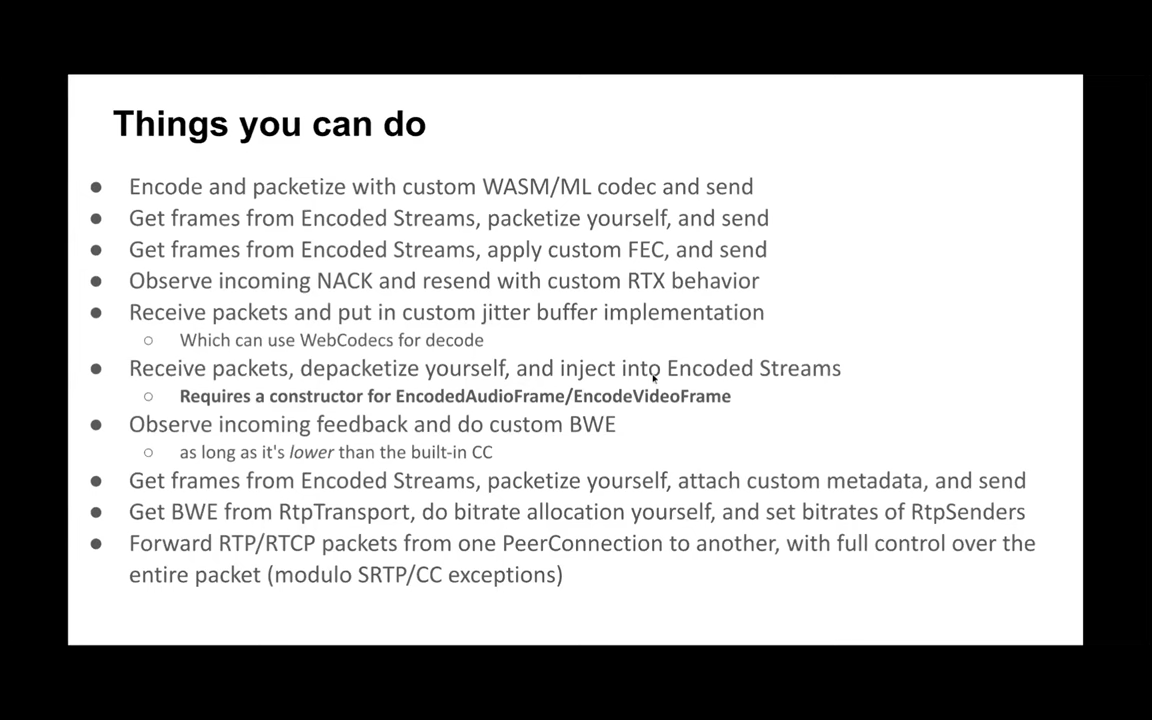 Things you can do
● Encode and packetize with custom WASM/ML codec and send
● Get frames from Encoded Streams, packetize yourself, and send
● Get frames from Encoded Streams, apply custom FEC, and send
● Observe incoming NACK and resend with custom RTX behavior
● Receive packets and put in custom jitter buffer implementation
○ Which can use WebCodecs for decode
● Receive packets, depacketize yourself, and inject into Encoded Streams
○ Requires a constructor for EncodedAudioFrame/EncodeVideoFrame
● Observe incoming feedback and do custom BWE
○ as long as it's lower than the built-in CC
● Get frames from Encoded Streams, packetize yourself, attach custom metadata, and send
● Get BWE from RtpTransport, do bitrate allocation yourself, and set bitrates of RtpSenders
● Forward RTP/RTCP packets from one PeerConnection to another, with full control over the
entire packet (modulo SRTP/CC exceptions)